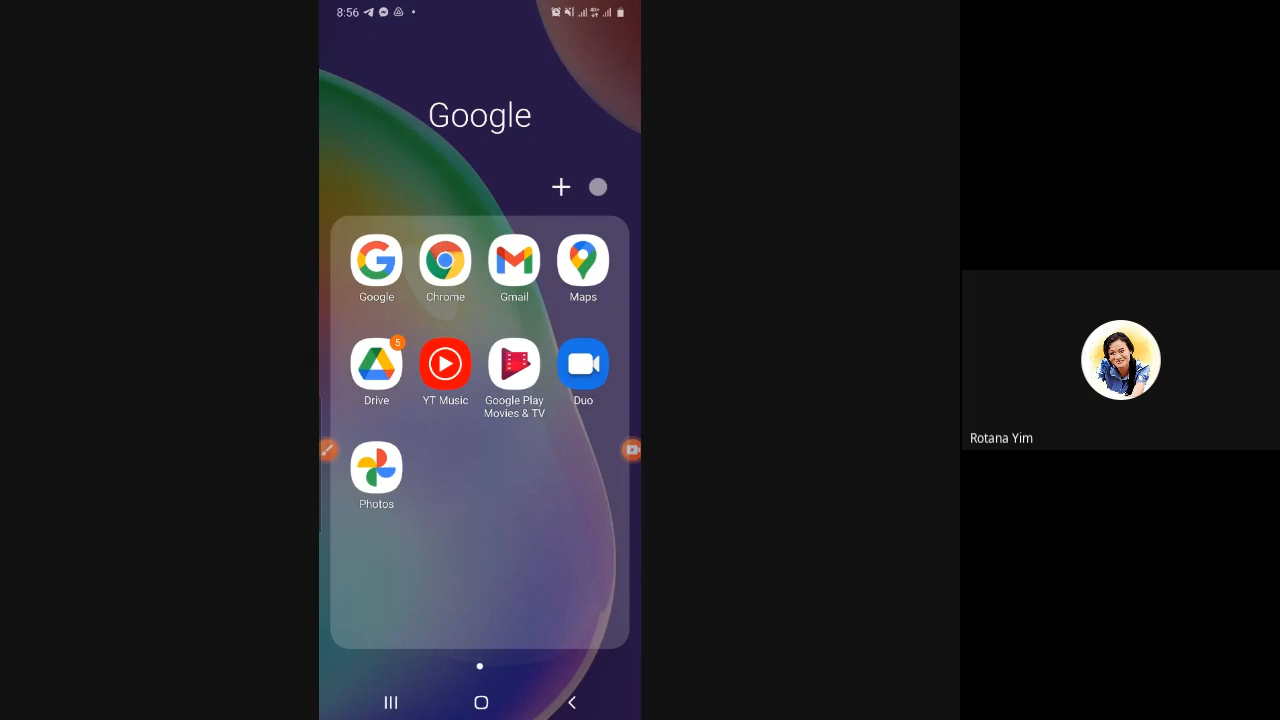 8:56
Google
Google Chrome Gmail Maps
5
Drive YT Music Google Play Movies & TV Duo
Photos
Rotana Yim